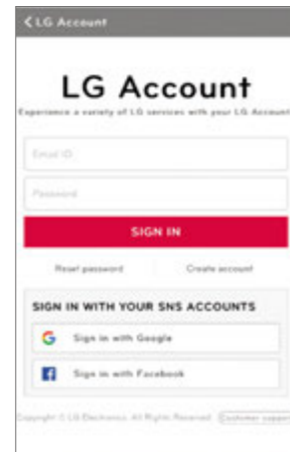 LG Account
LG Account
Experience a variety of LG services with your LG Account
Email ID
Password
SIGN IN
Reset password Create account
SIGN IN WITH YOUR SNS ACCOUNTS
Sign in with Google
Sign in with Facebook
Copyright © LG Electronics. All Rights Reserved. Customer support